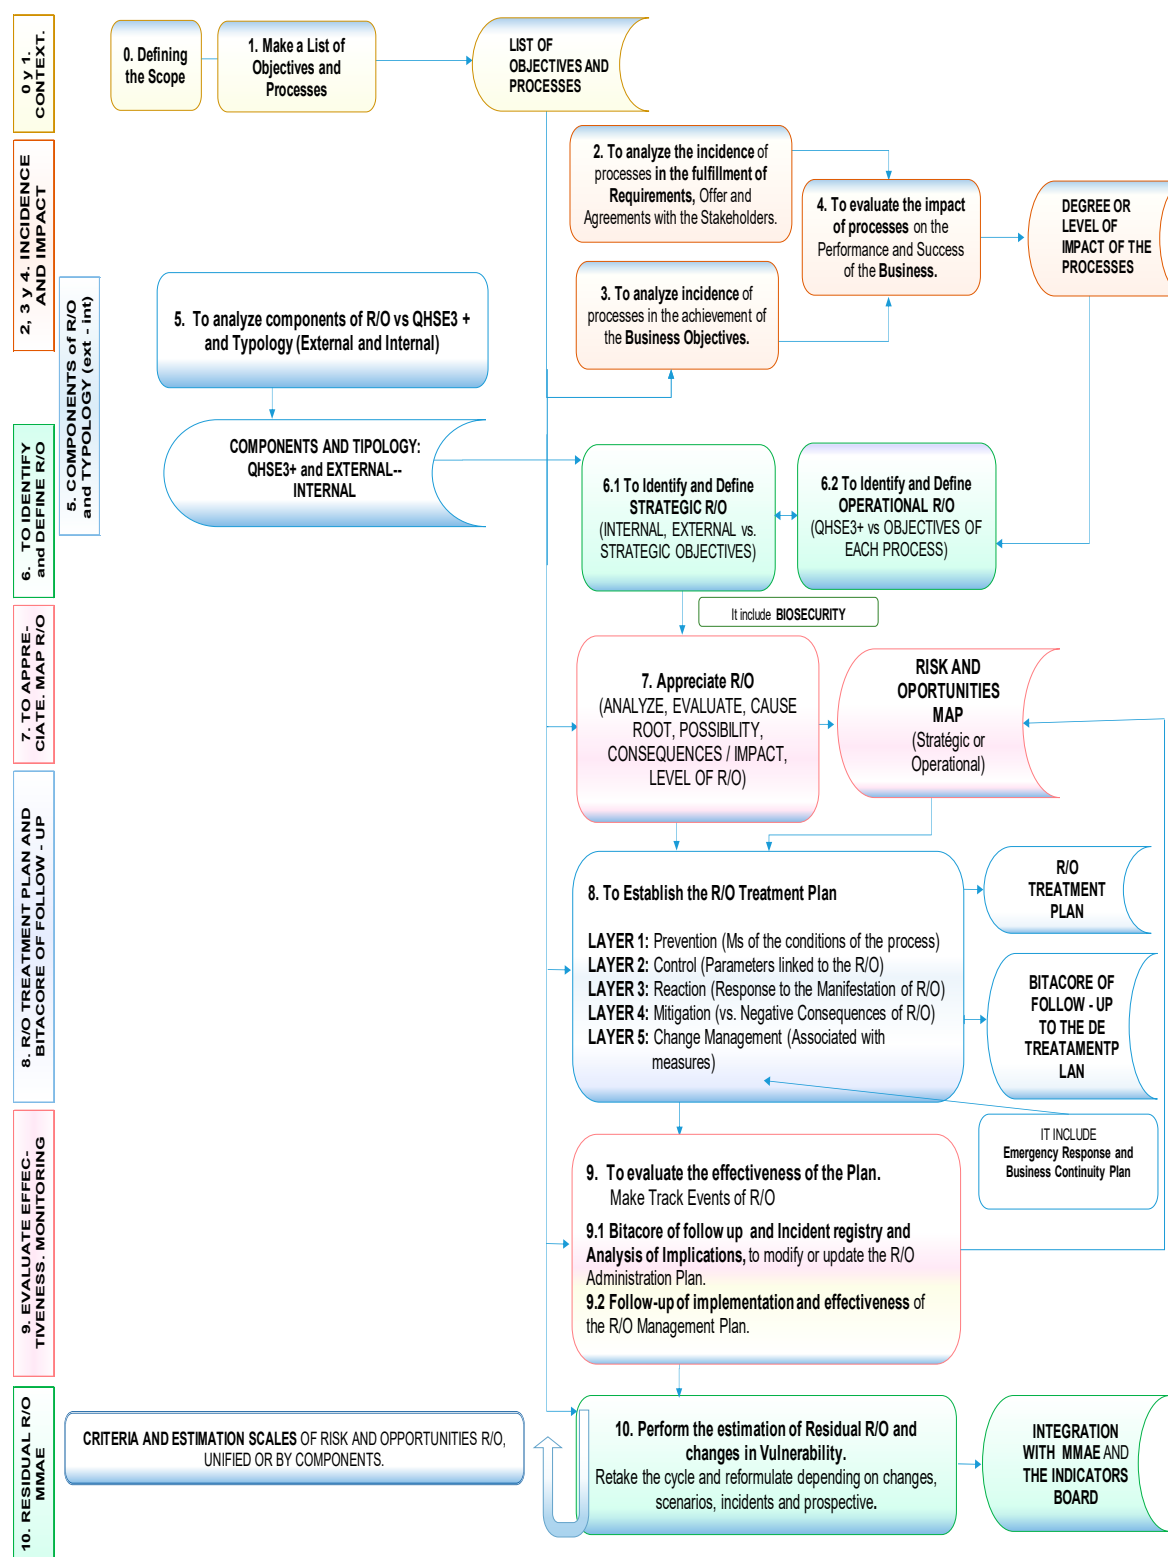 0 y 1.
CONTEXT.
0. Defining
the Scope
1. Make a List of
Objectives and
Processes
LIST OF
OBJECTIVES AND
PROCESSES
2, 3 y 4. INCIDENCE
AND IMPACT
2. To analyze the incidence of
processes in the fulfillment of
Requirements, Offer and
Agreements with the Stakeholders.
3. To analyze incidence of
processes in the achievement of
the Business Objectives.
4. To evaluate the impact
of processes on the
Performance and Success
of the Business.
DEGREE OR
LEVEL OF
IMPACT OF THE
PROCESSES
5. COMPONENTS of R/O
and TYPOLOGY (ext - int)
5. To analyze components of R/O vs QHSE3 +
and Typology (External and Internal)
COMPONENTS AND TIPOLOGY:
QHSE3+ and EXTERNAL--
INTERNAL
6. TO IDENTIFY
and DEFINE R/O
6.1 To Identify and Define
STRATEGIC R/O
(INTERNAL, EXTERNAL vs.
STRATEGIC OBJECTIVES)
6.2 To Identify and Define
OPERATIONAL R/O
(QHSE3+ vs OBJECTIVES OF
EACH PROCESS)
It include BIOSECURITY
7. TO APPRE-
CIATE. MAP R/O
7. Appreciate R/O
(ANALYZE, EVALUATE, CAUSE
ROOT, POSSIBILITY,
CONSEQUENCES / IMPACT,
LEVEL OF R/O)
RISK AND
OPORTUNITIES
MAP
(Stratégic or
Operational)
8. R/O TREATMENT PLAN AND
BITACORE OF FOLLOW - UP
8. To Establish the R/O Treatment Plan
LAYER 1: Prevention (Ms of the conditions of the process)
LAYER 2: Control (Parameters linked to the R/O)
LAYER 3: Reaction (Response to the Manifestation of R/O)
LAYER 4: Mitigation (vs. Negative Consequences of R/O)
LAYER 5: Change Management (Associated with
measures)
R/O
TREATMENT
PLAN
BITACORE OF
FOLLOW - UP
TO THE DE
TREATAMENTP
LAN
IT INCLUDE
Emergency Response and
Business Continuity Plan
9. EVALUATE EFFEC-
TIVENESS. MONITORING
9. To evaluate the effectiveness of the Plan.
Make Track Events of R/O
9.1 Bitacore of follow up and Incident registry and
Analysis of Implications, to modify or update the R/O
Administration Plan.
9.2 Follow-up of implementation and effectiveness of
the R/O Management Plan.
10. RESIDUAL R/O
MMAE
CRITERIA AND ESTIMATION SCALES OF RISK AND OPPORTUNITIES R/O,
UNIFIED OR BY COMPONENTS.
10. Perform the estimation of Residual R/O and
changes in Vulnerability.
Retake the cycle and reformulate depending on changes,
scenarios, incidents and prospective.
INTEGRATION
WITH MMAE AND
THE INDICATORS
BOARD